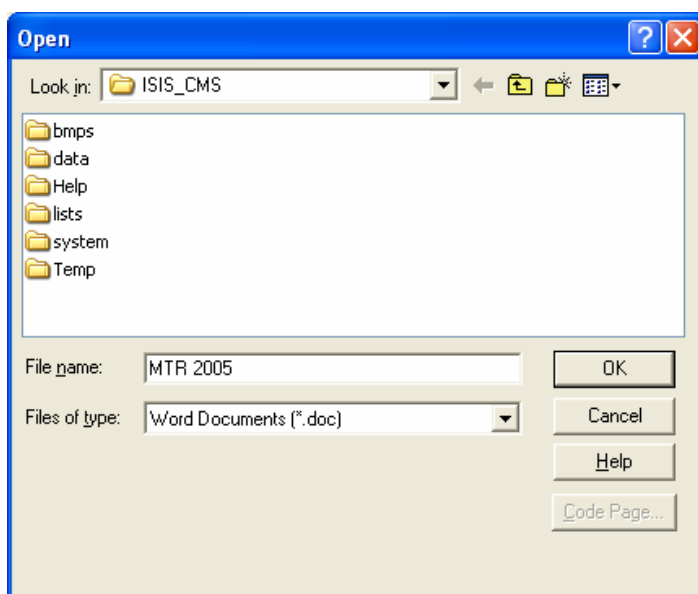 Open
Look in: ISIS_CMS
bmps
data
Help
lists
system
Temp
File name: MTR 2005 OK
Files of type: Word Documents (*.doc) Cancel
Help
Code Page...